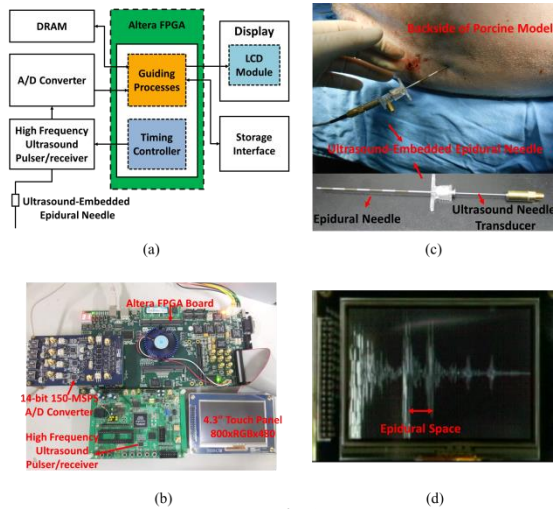 DRAM
Altera FPGA
Display
LCD
Module
A/D Converter
Guiding
Processes
High Frequency
Ultrasound
Pulser/receiver
Timing
Controller
Storage
Interface
Ultrasound-Embedded
Epidural Needle
(a)
Backside of Porcine Model
Ultrasound-Embedded Epidural Needle
Epidural Needle
Ultrasound Needle
Transducer
(c)
Altera FPGA Board
14-bit 150-MSPS
A/D Converter
High Frequency
Ultrasound
Pulser/receiver
4.3" Touch Panel
800xRGBx480
(b)
Epidural Space
(d)